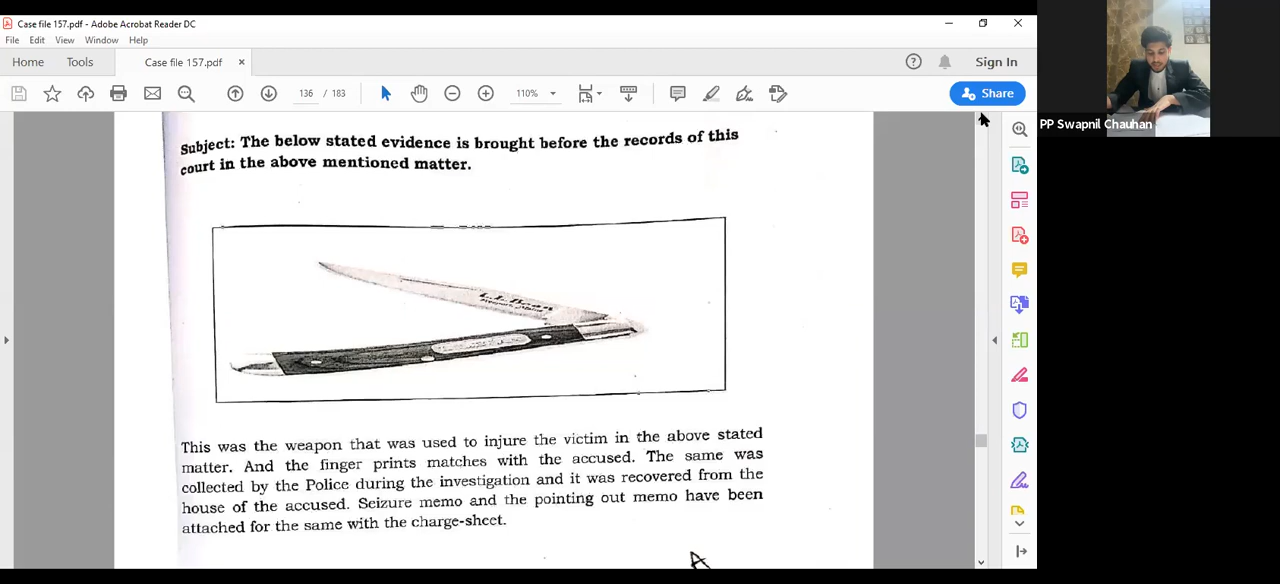 Case file 157.pdf - Adobe Acrobat Reader DC
File Edit View Window Help
Home Tools Case file 157.pdf × Sign In
136 / 183 110% Share
PP Swapnil Chauhan
Subject: The below stated evidence is brought before the records of this
court in the above mentioned matter.
L.L.Bean
This was the weapon that was used to injure the victim in the above stated
matter. And the finger prints matches with the accused. The same was
collected by the Police during the investigation and it was recovered from the
house of the accused. Seizure memo and the pointing out memo have been
attached for the same with the charge-sheet.